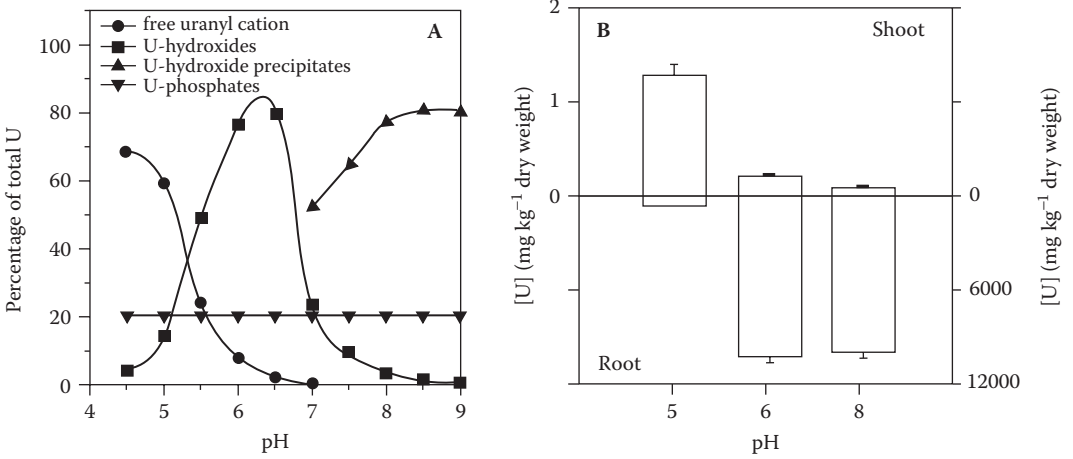 free uranyl cation
U-hydroxides
U-hydroxide precipitates
U-phosphates
A
100
80
60
40
20
0
4 5 6 7 8 9
pH
Percentage of total U
B
Shoot
Root
2
1
0
[U] (mg kg⁻¹ dry weight)
0
6000
12000
[U] (mg kg⁻¹ dry weight)
5 6 8
pH